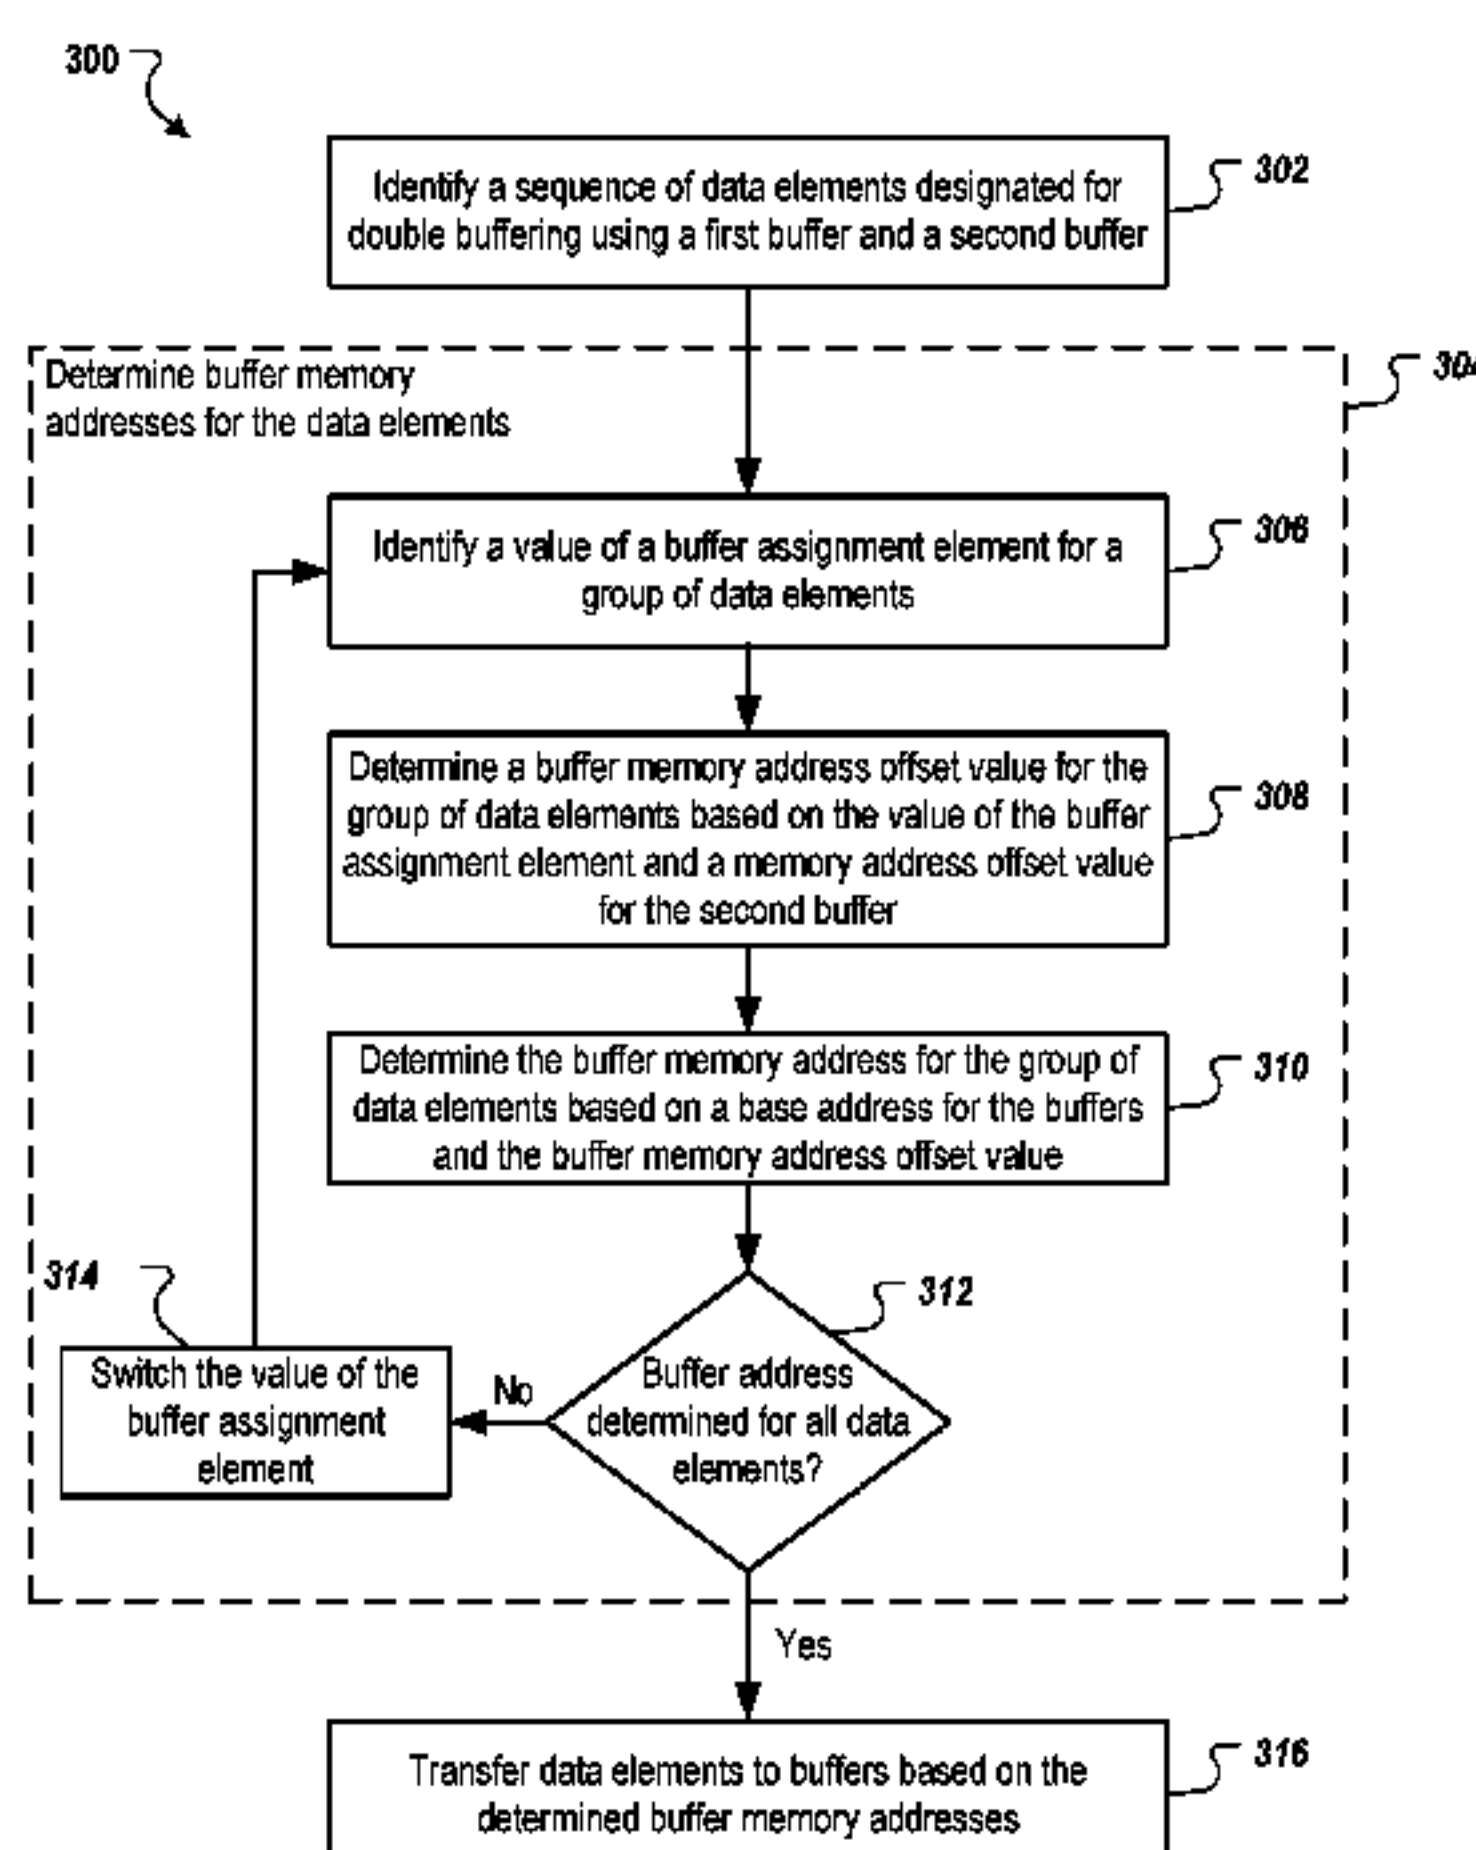 300
Identify a sequence of data elements designated for
double buffering using a first buffer and a second buffer
302
Determine buffer memory
addresses for the data elements
Identify a value of a buffer assignment element for a
group of data elements
306
Determine a buffer memory address offset value for the
group of data elements based on the value of the buffer
assignment element and a memory address offset value
for the second buffer
308
Determine the buffer memory address for the group of
data elements based on a base address for the buffers
and the buffer memory address offset value
310
314
312
Switch the value of the
buffer assignment
element
No
Buffer address
determined for all data
elements?
Yes
Transfer data elements to buffers based on the
determined buffer memory addresses
316